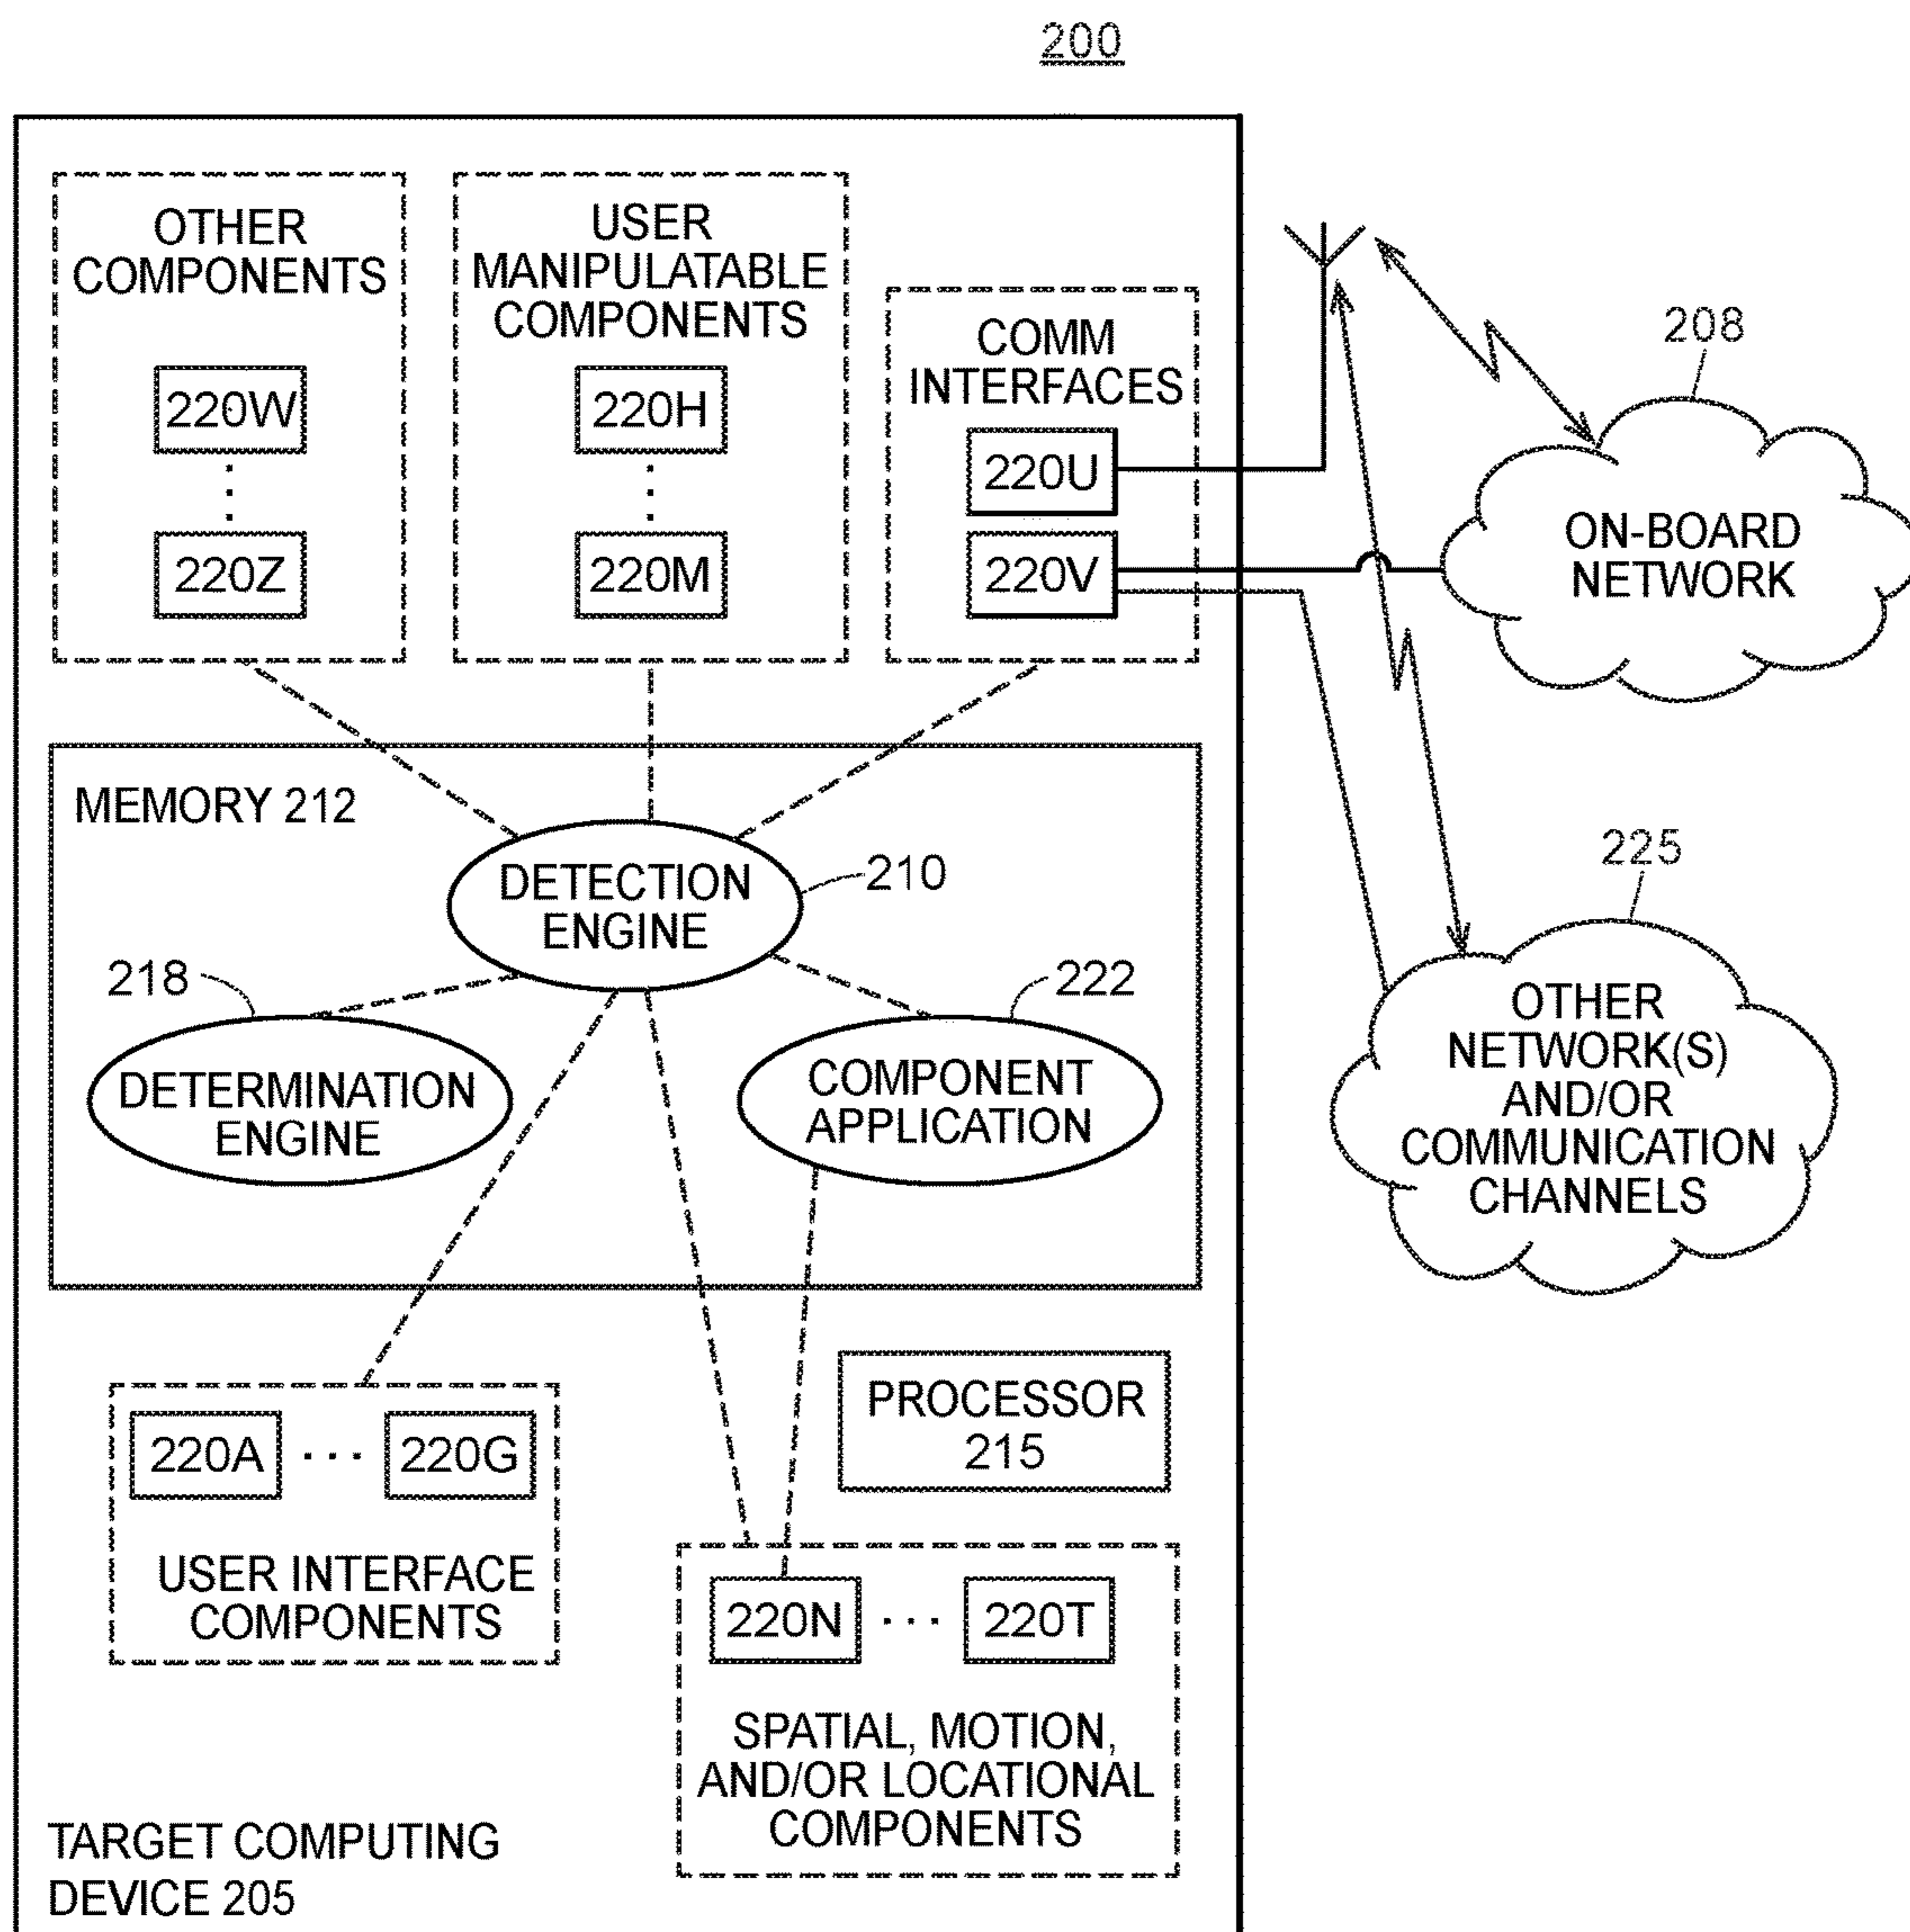 200
OTHER
COMPONENTS
220W
220Z
USER
MANIPULATABLE
COMPONENTS
220H
220M
COMM
INTERFACES
220U
220V
208
ON-BOARD
NETWORK
MEMORY 212
DETECTION
ENGINE
210
218
DETERMINATION
ENGINE
222
COMPONENT
APPLICATION
225
OTHER
NETWORK(S)
AND/OR
COMMUNICATION
CHANNELS
220A ··· 220G
USER INTERFACE
COMPONENTS
PROCESSOR
215
220N ··· 220T
SPATIAL, MOTION,
AND/OR LOCATIONAL
COMPONENTS
TARGET COMPUTING
DEVICE 205